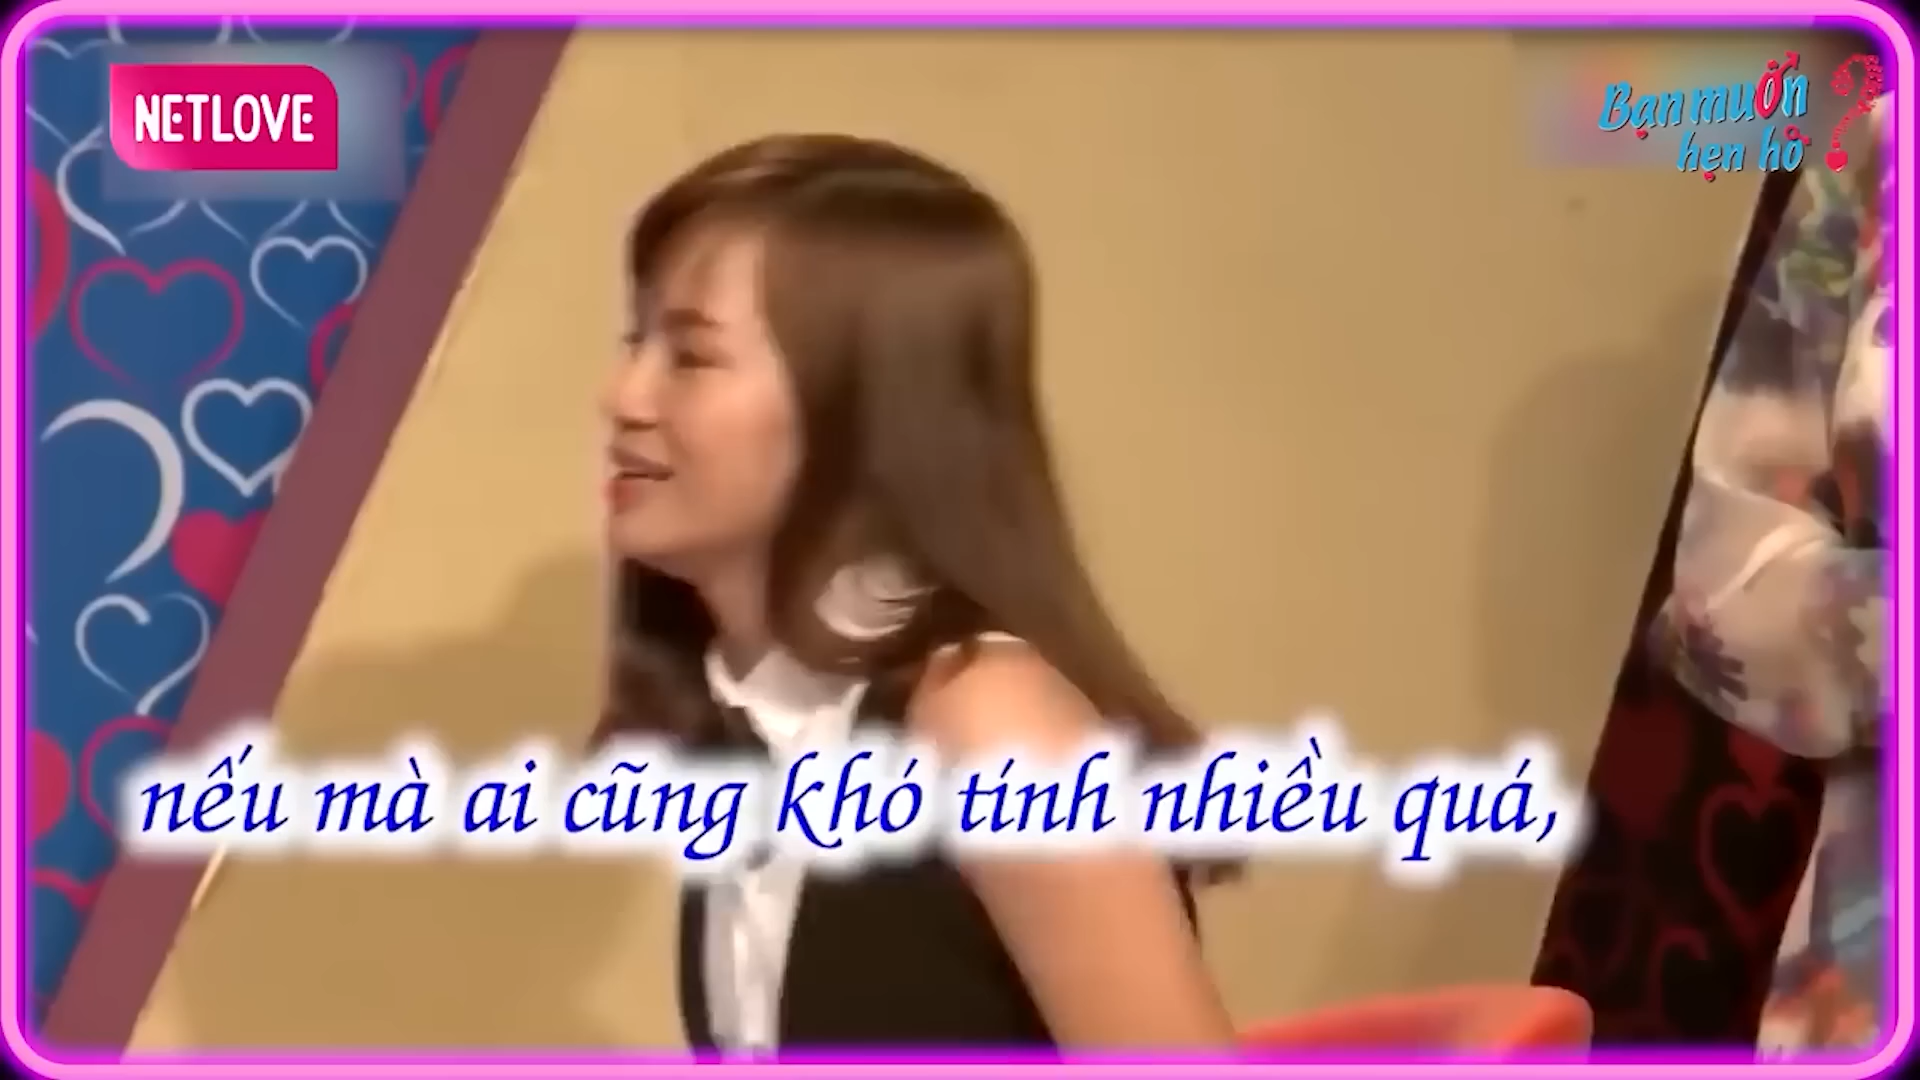 NETLOVE
Bạn muốn
hẹn hò
nếu mà ai cũng khó tính nhiều quá,